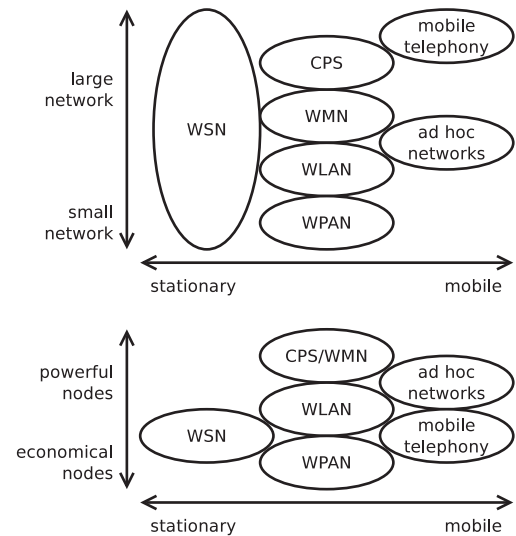 mobile
telephony
CPS
large
network
WMN
WSN
ad hoc
networks
WLAN
small
network
WPAN
stationary
mobile
CPS/WMN
powerful
nodes
ad hoc
networks
WLAN
WSN
mobile
telephony
economical
nodes
WPAN
stationary
mobile